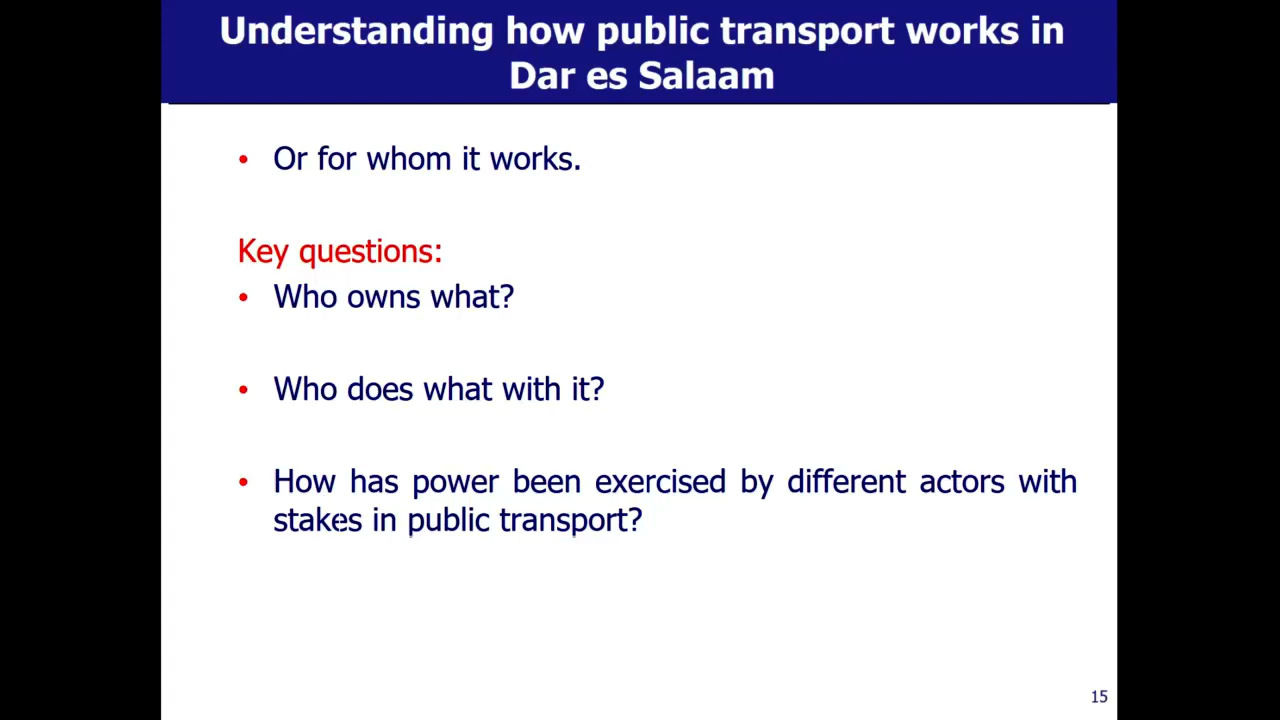 Understanding how public transport works in
Dar es Salaam
• Or for whom it works.
Key questions:
• Who owns what?
• Who does what with it?
• How has power been exercised by different actors with
stakes in public transport?
15